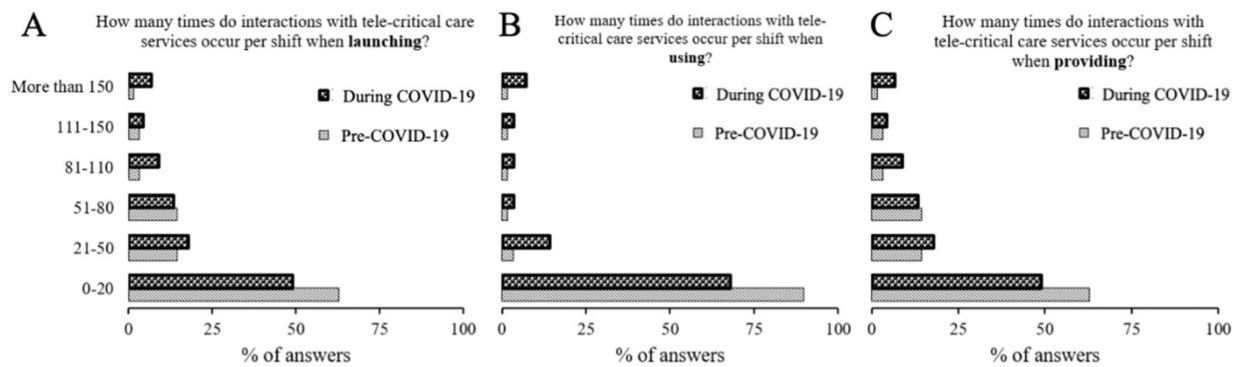 A
How many times do interactions with tele-critical care
services occur per shift when launching?
More than 150
111-150
81-110
51-80
21-50
0-20
During COVID-19
Pre-COVID-19
0 25 50 75 100
% of answers
B
How many times do interactions with tele-
critical care services occur per shift when
using?
During COVID-19
Pre-COVID-19
0 25 50 75 100
% of answers
C
How many times do interactions with
tele-critical care services occur per shift
when providing?
During COVID-19
Pre-COVID-19
0 25 50 75 100
% of answers